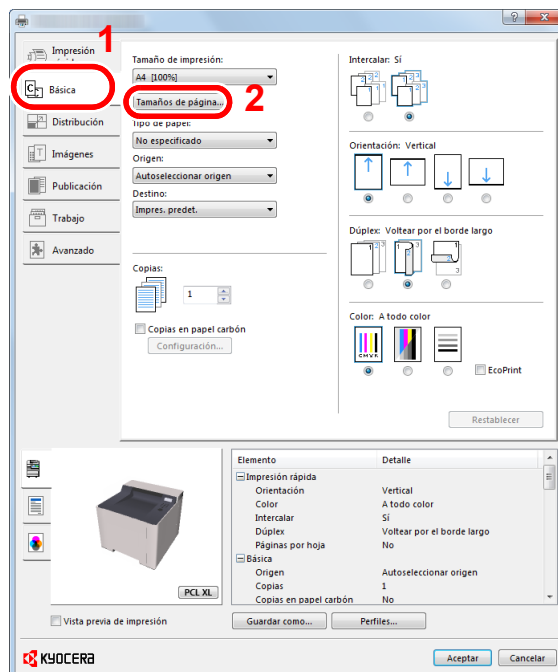 1
Impresión
Básica
Distribución
Imágenes
Publicación
Trabajo
Avanzado
Tamaño de impresión:
A4 [100%]
Tamaños de página...
2
Tipo de papel:
No especificado
Origen:
Autoseleccionar origen
Destino:
Impres. predet.
Copias:
1
Copias en papel carbón
Configuración...
Intercalar: Sí
Orientación: Vertical
Dúplex: Voltear por el borde largo
Color: A todo color
CMYK
EcoPrint
Restablecer
PCL XL
Vista previa de impresión
Elemento Detalle
Impresión rápida
Orientación Vertical
Color A todo color
Intercalar Sí
Dúplex Voltear por el borde largo
Páginas por hoja No
Básica
Origen Autoseleccionar origen
Copias 1
Copias en papel carbón No
Guardar como... Perfiles...
KYOCERA
Aceptar Cancelar